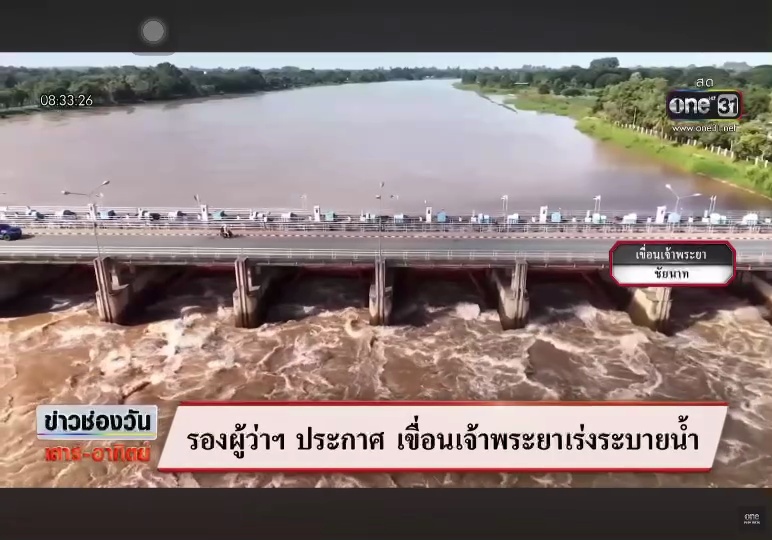 08:33:26
สด
one31
www.one31.net
เขื่อนเจ้าพระยา
ชัยนาท
ข่าวช่องวัน
เสาร์-อาทิตย์
รองผู้ว่าฯ ประกาศ เขื่อนเจ้าพระยาเร่งระบายน้ำ
one